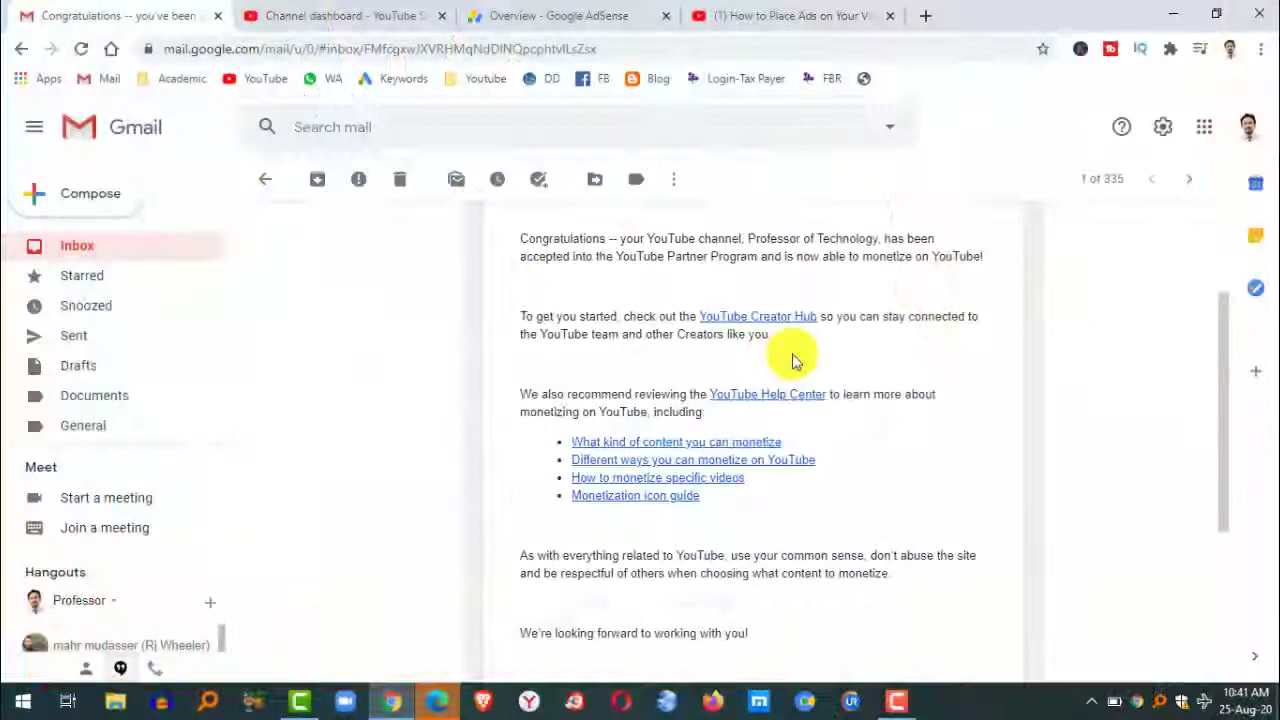 Congratulations -- you've been
Channel dashboard - YouTube S
Overview - Google AdSense
(1) How to Place Ads on Your V
Apps
Mail
Academic
YouTube
WA
Keywords
Youtube
DD
FB
Blog
Login-Tax Payer
FBR
Gmail
Search mail
Compose
1 of 335
Inbox
Starred
Snoozed
Sent
Drafts
Documents
General
Meet
Start a meeting
Join a meeting
Hangouts
Professor
mahr mudasser (Rj Wheeler)
Congratulations -- your YouTube channel, Professor of Technology, has been
accepted into the YouTube Partner Program and is now able to monetize on YouTube!
To get you started, check out the YouTube Creator Hub so you can stay connected to
the YouTube team and other Creators like you
We also recommend reviewing the YouTube Help Center to learn more about
monetizing on YouTube, including:
• What kind of content you can monetize
• Different ways you can monetize on YouTube
• How to monetize specific videos
• Monetization icon guide
As with everything related to YouTube, use your common sense, don't abuse the site
and be respectful of others when choosing what content to monetize.
We're looking forward to working with you!
10:41 AM
25-Aug-20